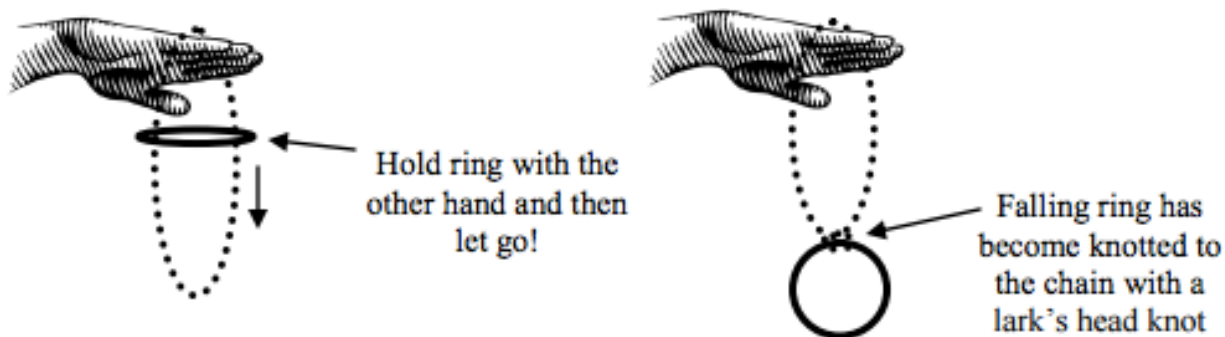 Hold ring with the
other hand and then
let go!
Falling ring has
become knotted to
the chain with a
lark’s head knot